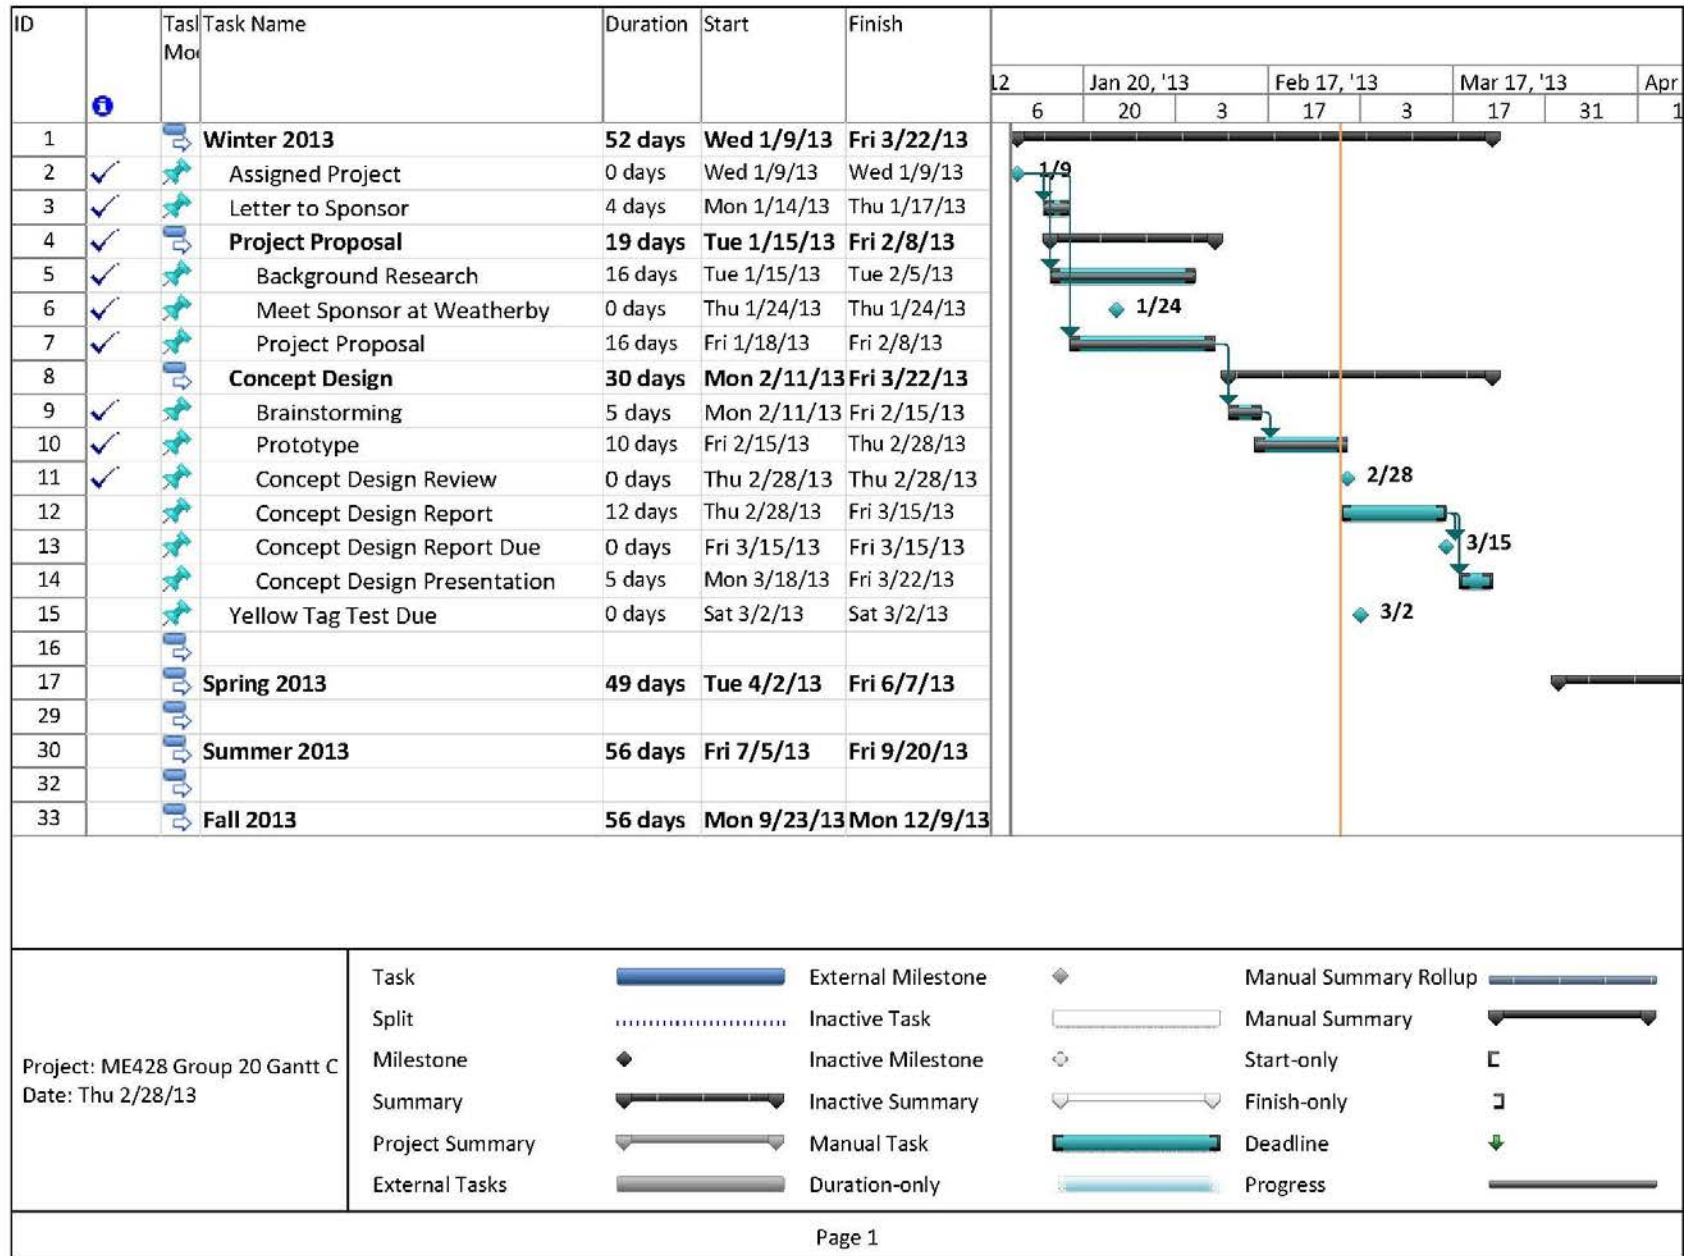 ID Task Task Name Duration Start Finish
Mo
12 Jan 20, '13 Feb 17, '13 Mar 17, '13 Apr
6 20 3 17 3 17 31 1
1 Winter 2013 52 days Wed 1/9/13 Fri 3/22/13
2 Assigned Project 0 days Wed 1/9/13 Wed 1/9/13 1/9
3 Letter to Sponsor 4 days Mon 1/14/13 Thu 1/17/13
4 Project Proposal 19 days Tue 1/15/13 Fri 2/8/13
5 Background Research 16 days Tue 1/15/13 Tue 2/5/13
6 Meet Sponsor at Weatherby 0 days Thu 1/24/13 Thu 1/24/13 1/24
7 Project Proposal 16 days Fri 1/18/13 Fri 2/8/13
8 Concept Design 30 days Mon 2/11/13 Fri 3/22/13
9 Brainstorming 5 days Mon 2/11/13 Fri 2/15/13
10 Prototype 10 days Fri 2/15/13 Thu 2/28/13
11 Concept Design Review 0 days Thu 2/28/13 Thu 2/28/13 2/28
12 Concept Design Report 12 days Thu 2/28/13 Fri 3/15/13
13 Concept Design Report Due 0 days Fri 3/15/13 Fri 3/15/13 3/15
14 Concept Design Presentation 5 days Mon 3/18/13 Fri 3/22/13
15 Yellow Tag Test Due 0 days Sat 3/2/13 Sat 3/2/13 3/2
16
17 Spring 2013 49 days Tue 4/2/13 Fri 6/7/13
29
30 Summer 2013 56 days Fri 7/5/13 Fri 9/20/13
32
33 Fall 2013 56 days Mon 9/23/13 Mon 12/9/13
Project: ME428 Group 20 Gantt C
Date: Thu 2/28/13
Task External Milestone Manual Summary Rollup
Split Inactive Task Manual Summary
Milestone Inactive Milestone Start-only
Summary Inactive Summary Finish-only
Project Summary Manual Task Deadline
External Tasks Duration-only Progress
Page 1